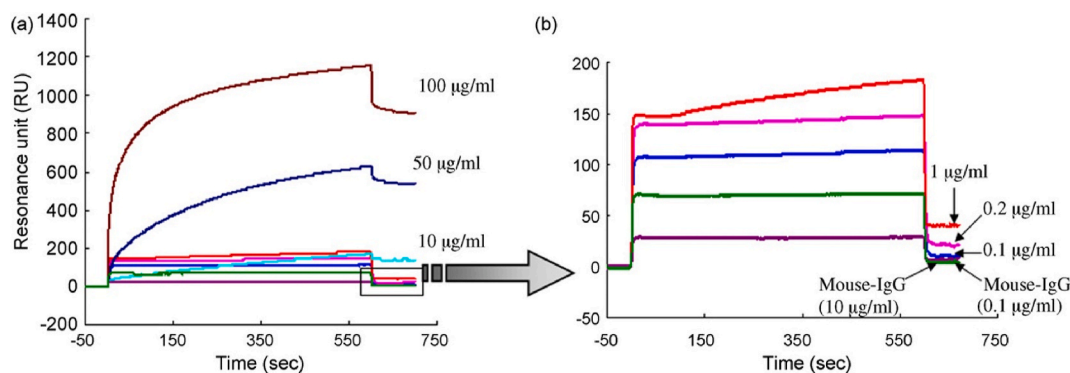 (a)
1400
1200
1000
800
600
400
200
0
-200
Resonance unit (RU)
-50
150
350
550
750
Time (sec)
100 µg/ml
50 µg/ml
10 µg/ml
(b)
200
150
100
50
0
-50
-50
150
350
550
750
Time (sec)
1 µg/ml
0.2 µg/ml
0.1 µg/ml
Mouse-IgG
(10 µg/ml)
Mouse-IgG
(0.1 µg/ml)